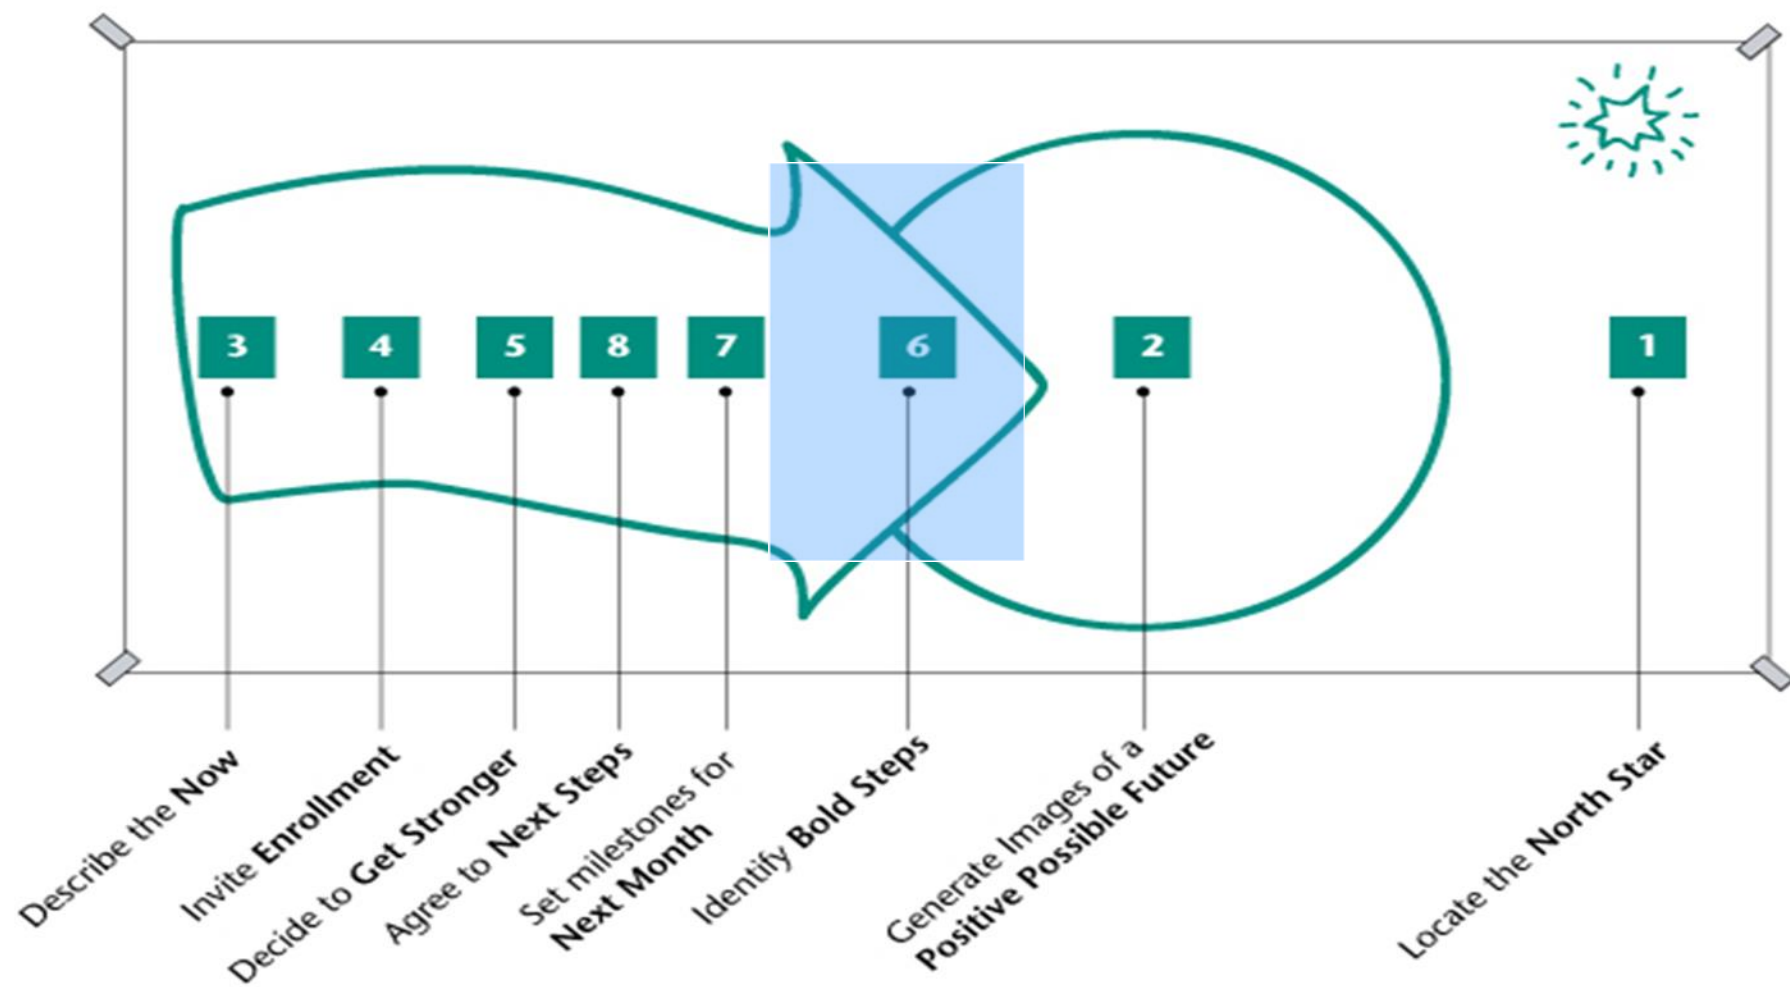 3
4
5
8
7
6
2
1
Describe the Now
Invite Enrollment
Decide to Get Stronger
Agree to Next Steps
Set milestones for
Next Month
Identify Bold Steps
Generate Images of a
Positive Possible Future
Locate the North Star